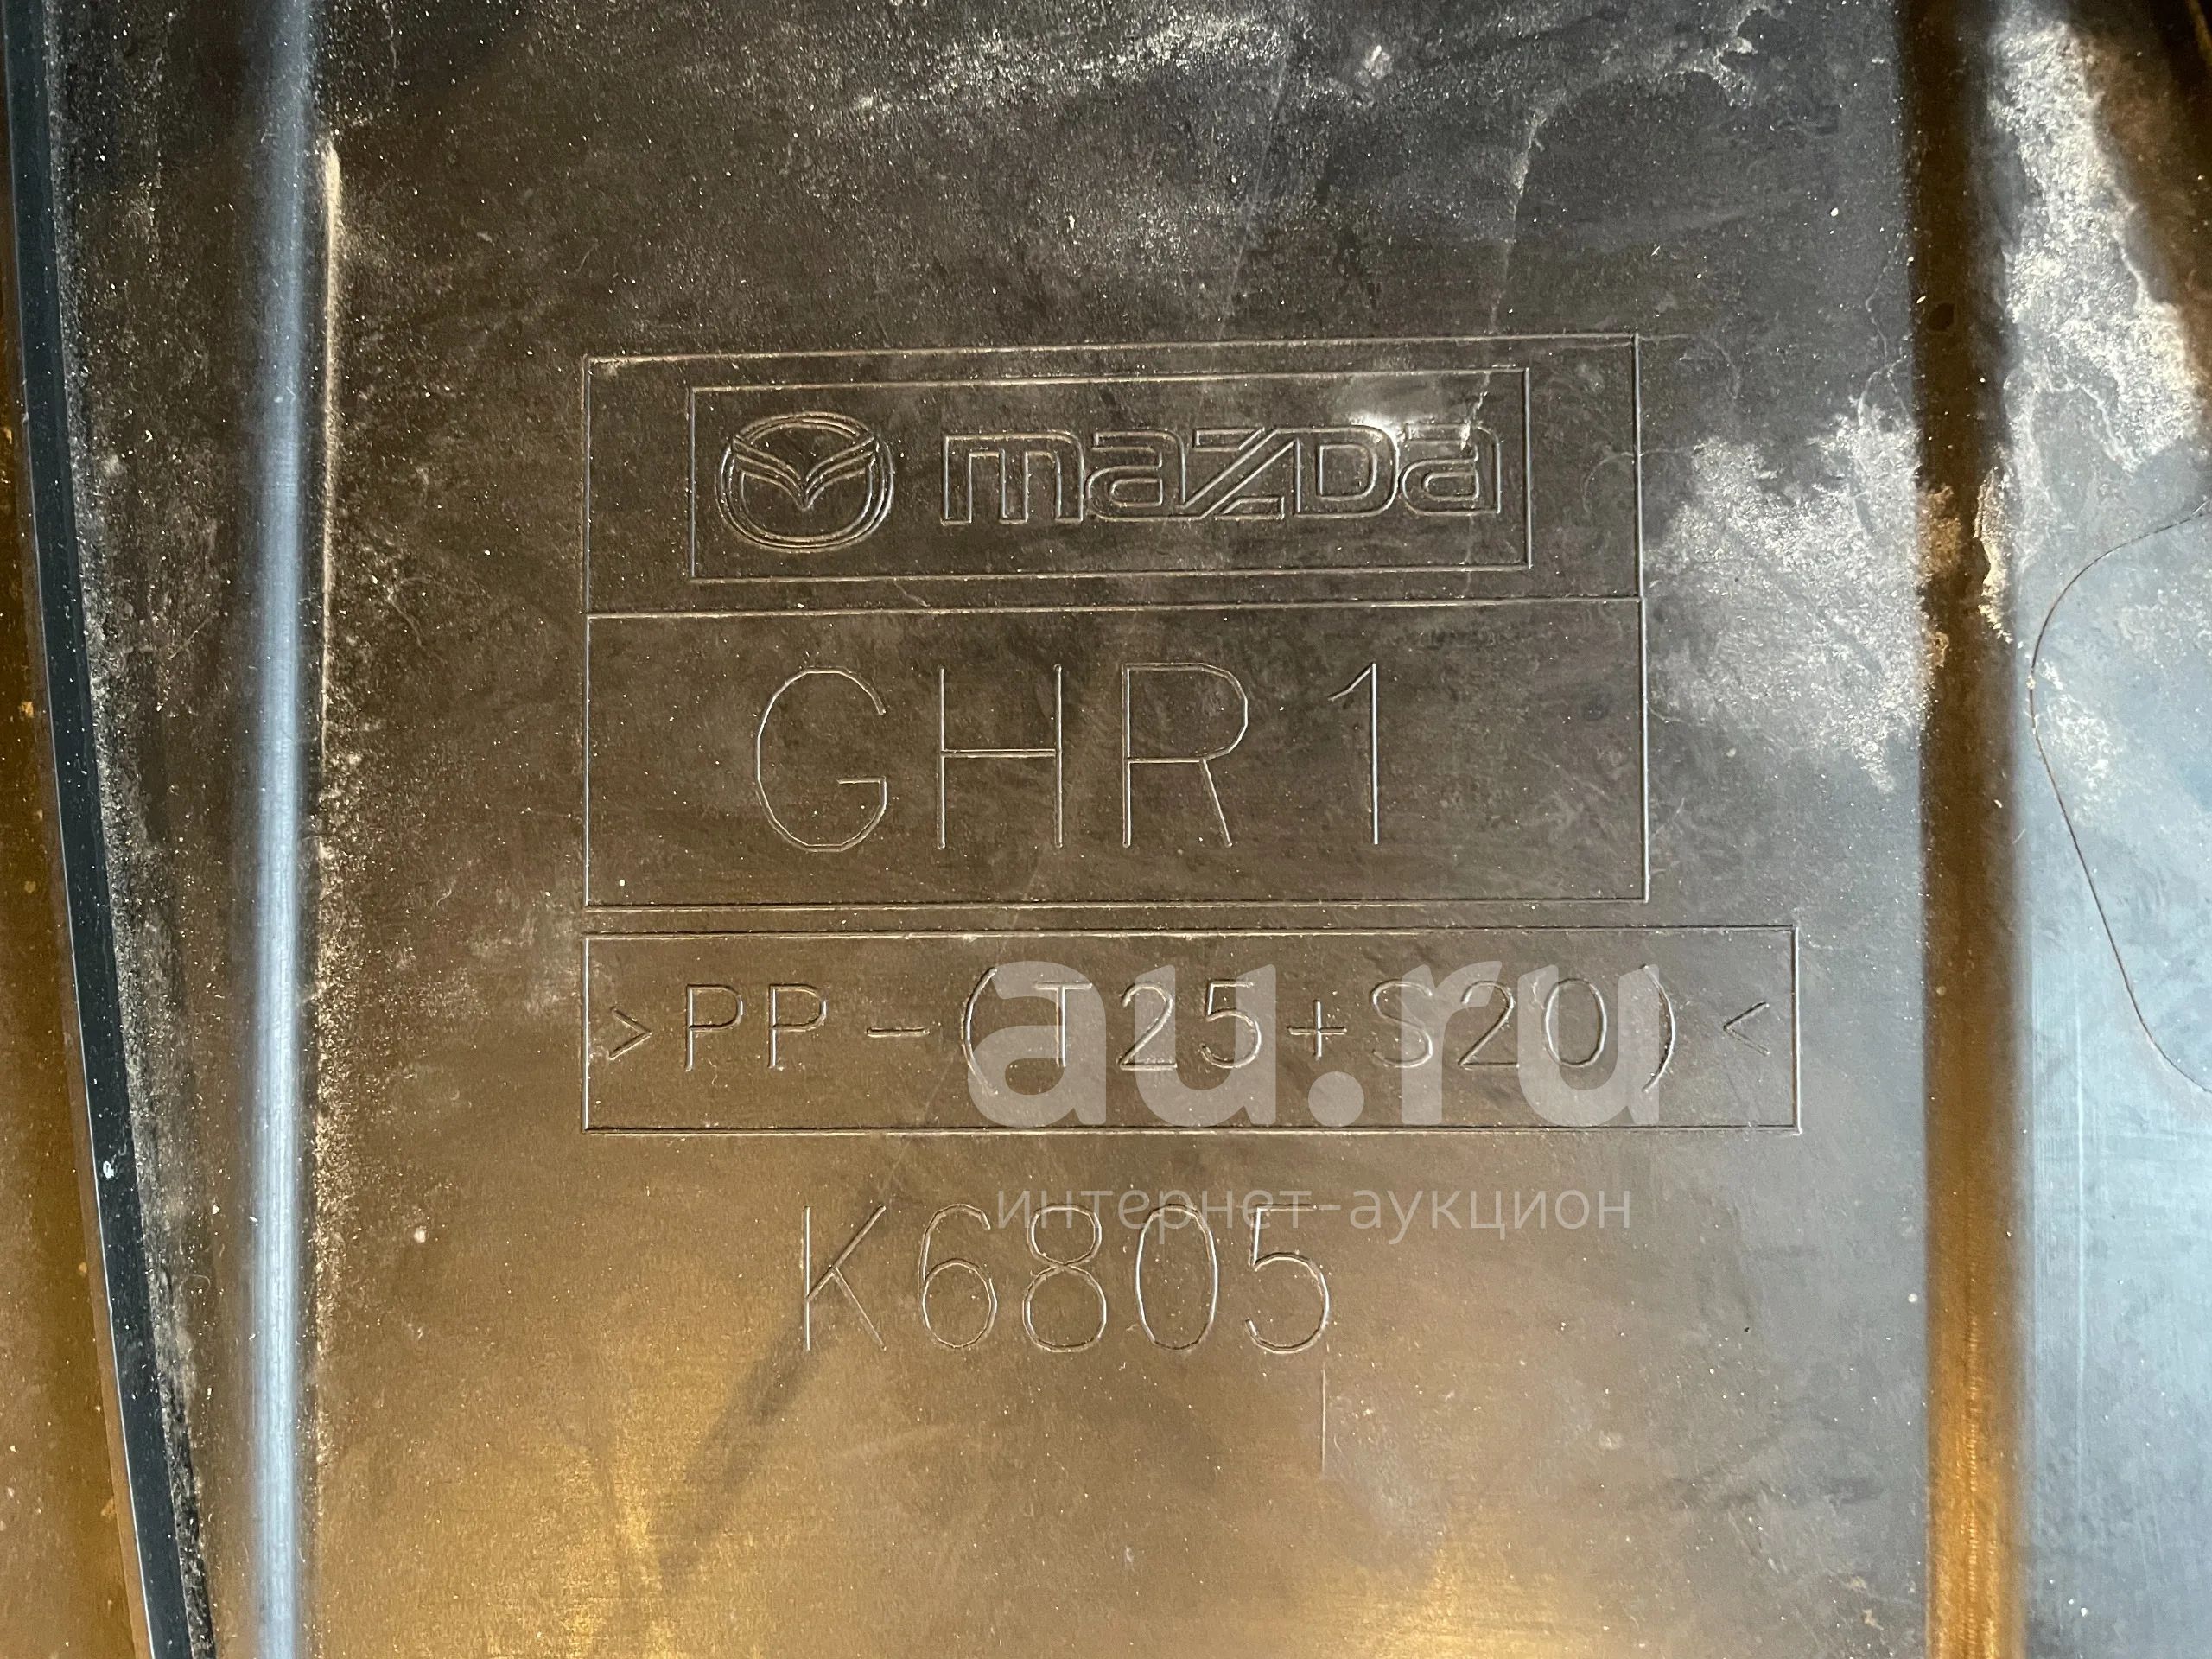 mazda
GHR1
>PP-(T25+S20)<
au.ru
интернет-аукцион
K6805